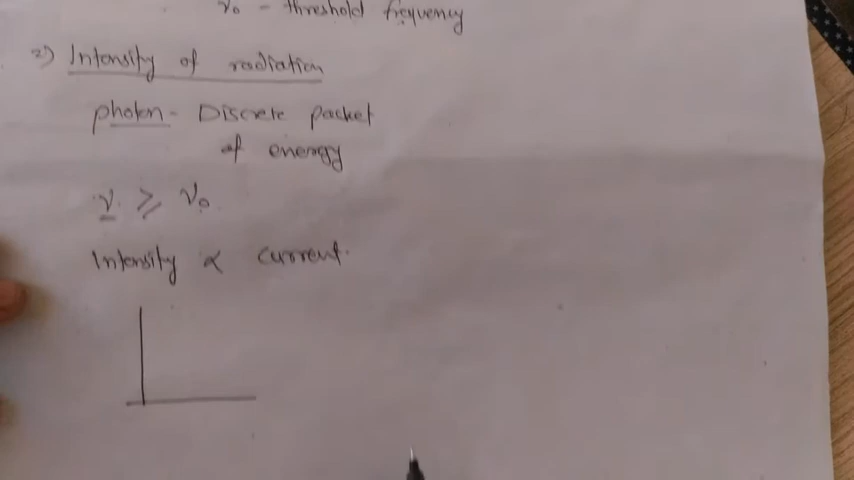 ν₀ - threshold frequency
2) Intensity of radiation
photon - Discrete packet
of energy
ν ≥ ν₀
Intensity ∝ current.